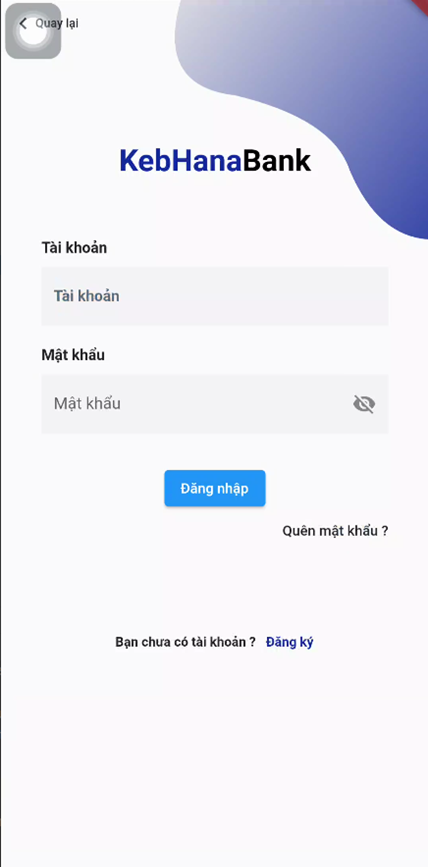 Quay lại
KebHanaBank
Tài khoản
Tài khoản
Mật khẩu
Mật khẩu
Đăng nhập
Quên mật khẩu ?
Bạn chưa có tài khoản ? Đăng ký